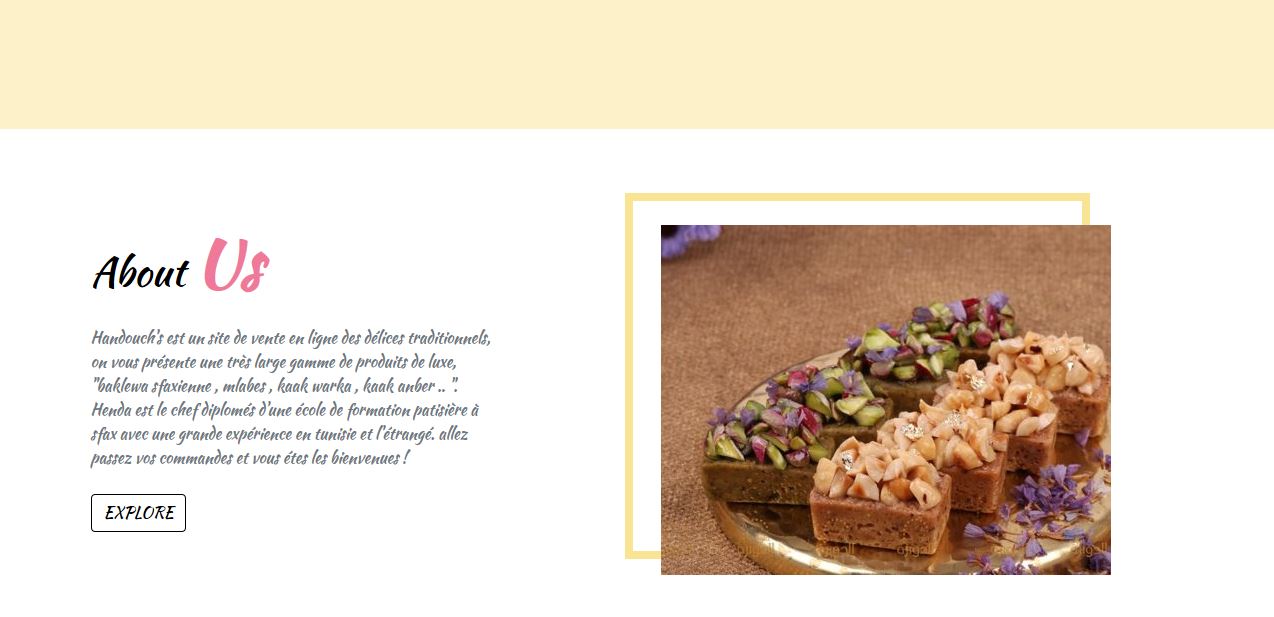 About Us
Handouch's est un site de vente en ligne des délices traditionnels,
on vous présente une très large gamme de produits de luxe,
"baklewa sfaxienne , mlabes , kaak warka , kaak anber .. ".
Henda est le chef diplomés d'une école de formation patisière à
sfax avec une grande expérience en tunisie et l'étrangé. allez
passez vos commandes et vous étes les bienvenues !
EXPLORE